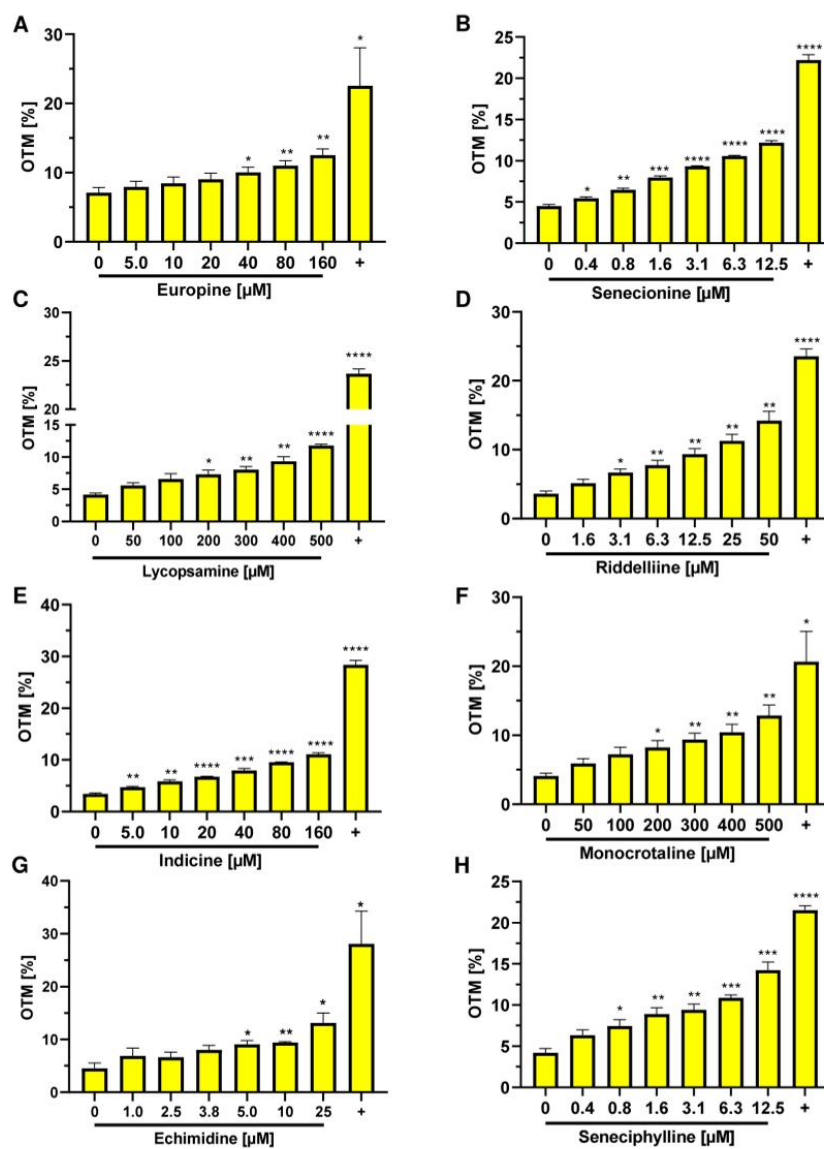 A
30
20
10
0
OTM [%]
*
**
**
*
0 5.0 10 20 40 80 160 +
Europine [µM]
B
25
20
15
10
5
0
OTM [%]
*
**
***
****
****
****
****
0 0.4 0.8 1.6 3.1 6.3 12.5 +
Senecionine [µM]
C
30
25
20
15
10
5
0
OTM [%]
*
**
**
****
****
0 50 100 200 300 400 500 +
Lycopsamine [µM]
D
30
20
10
0
OTM [%]
*
**
**
**
**
****
0 1.6 3.1 6.3 12.5 25 50 +
Riddelliine [µM]
E
40
30
20
10
0
OTM [%]
**
**
****
***
****
****
****
0 5.0 10 20 40 80 160 +
Indicine [µM]
F
30
20
10
0
OTM [%]
*
**
**
**
*
0 50 100 200 300 400 500 +
Monocrotaline [µM]
G
40
30
20
10
0
OTM [%]
*
**
*
*
0 1.0 2.5 3.8 5.0 10 25 +
Echimidine [µM]
H
25
20
15
10
5
0
OTM [%]
*
**
**
***
***
****
0 0.4 0.8 1.6 3.1 6.3 12.5 +
Seneciphylline [µM]